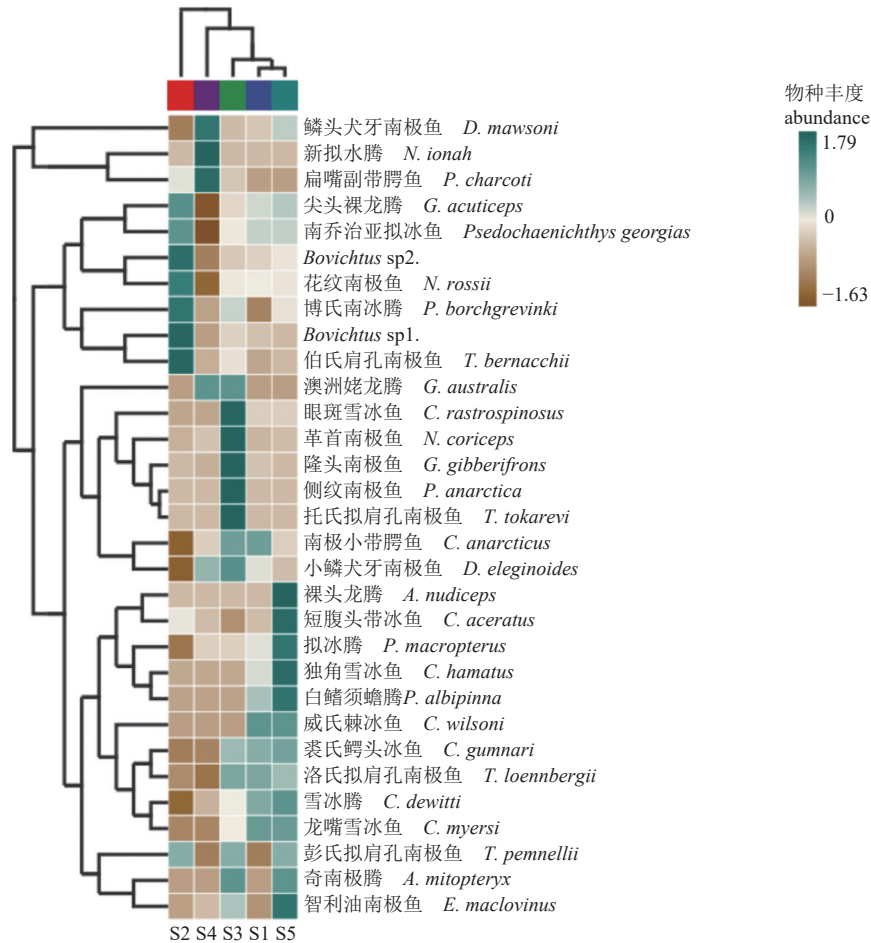 物种丰度
abundance
1.79
0
−1.63
鳞头犬牙南极鱼 D. mawsoni
新拟水腾 N. ionah
扁嘴副带腭鱼 P. charcoti
尖头裸龙腾 G. acuticeps
南乔治亚拟冰鱼 Psedochaenichthys georgias
Bovichtus sp2.
花纹南极鱼 N. rossii
博氏南冰腾 P. borchgrevinki
Bovichtus sp1.
伯氏肩孔南极鱼 T. bernacchii
澳洲姥龙腾 G. australis
眼斑雪冰鱼 C. rastrospinosus
革首南极鱼 N. coriceps
隆头南极鱼 G. gibberifrons
侧纹南极鱼 P. anarctica
托氏拟肩孔南极鱼 T. tokarevi
南极小带腭鱼 C. anarcticus
小鳞犬牙南极鱼 D. eleginoides
裸头龙腾 A. nudiceps
短腹头带冰鱼 C. aceratus
拟冰腾 P. macropterus
独角雪冰鱼 C. hamatus
白鳍须蟾腾P. albipinna
威氏棘冰鱼 C. wilsoni
裘氏鳄头冰鱼 C. gumnari
洛氏拟肩孔南极鱼 T. loennbergii
雪冰腾 C. dewitti
龙嘴雪冰鱼 C. myersi
彭氏拟肩孔南极鱼 T. pemnellii
奇南极腾 A. mitopteryx
智利油南极鱼 E. maclovinus
S2 S4 S3 S1 S5